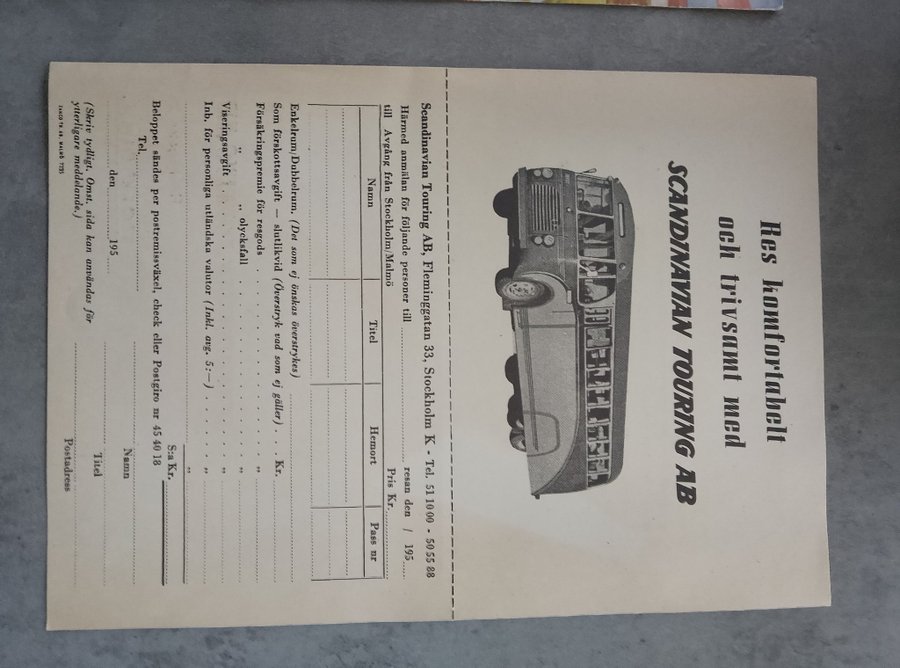 Res komfortabelt
och trivsamt med
SCANDINAVIAN TOURING AB
Scandinavian Touring AB, Fleminggatan 33, Stockholm K - Tel. 51 10 00 - 50 55 88
Härmed anmälan för följande personer till .................... resan den / 195.....
till Avgång från Stockholm/Malmö Pris Kr.........
Namn Titel Hemort Pass nr
Enkelrum/Dubbelrum. (Det som ej önskas överstrykes)
Som förskottsavgift — slutlikvid (Överstryk vad som ej gäller) . . Kr.
Försäkringspremie för resgods . . . . . . . . . . „
„ „ olycksfall . . . . . . . . . . „
Viseringsavgift . . . . . . . . . . „
Inb. för personliga utländska valutor (Inkl. avg. 5:—) . . . . „
„
S:a Kr.
Beloppet sändes per postremissväxel, check eller Postgiro nr 45 40 18
Tel. .................... Namn
den 195 Titel
(Skriv tydligt. Omst. sida kan användas för
ytterligare meddelande.) Postadress